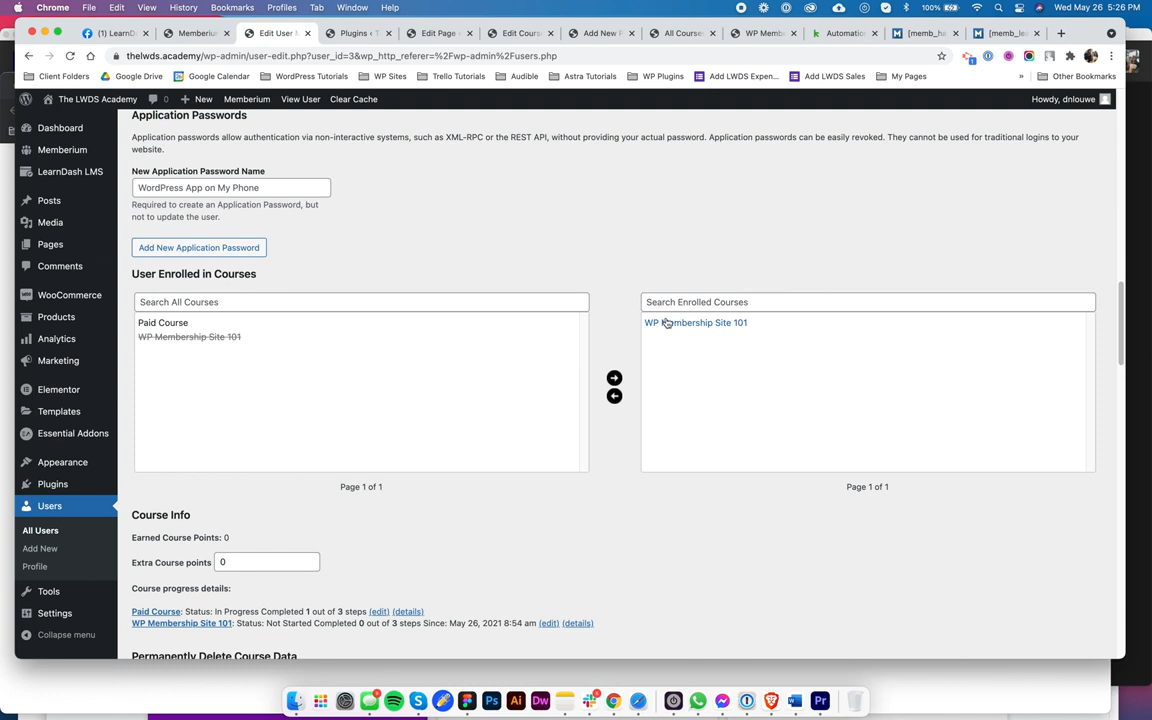 Chrome File Edit View History Bookmarks Profiles Tab Window Help 100% Wed May 26 5:26 PM
(1) LearnD Memberiu Edit User Plugins < T Edit Page Edit Cours Add New P All Course WP Memb Automatio [memb_ha [memb_le
thelwds.academy/wp-admin/user-edit.php?user_id=3&wp_http_referer=%2Fwp-admin%2Fusers.php
Client Folders Google Drive Google Calendar WordPress Tutorials WP Sites Trello Tutorials Audible Astra Tutorials WP Plugins Add LWDS Expen... Add LWDS Sales My Pages » Other Bookmarks
The LWDS Academy 0 + New Memberium View User Clear Cache Howdy, dnlouwe
Dashboard
Memberium
LearnDash LMS
Posts
Media
Pages
Comments
WooCommerce
Products
Analytics
Marketing
Elementor
Templates
Essential Addons
Appearance
Plugins
Users
All Users
Add New
Profile
Tools
Settings
Collapse menu
Application Passwords
Application passwords allow authentication via non-interactive systems, such as XML-RPC or the REST API, without providing your actual password. Application passwords can be easily revoked. They cannot be used for traditional logins to your
website.
New Application Password Name
WordPress App on My Phone
Required to create an Application Password, but
not to update the user.
Add New Application Password
User Enrolled in Courses
Search All Courses
Paid Course
WP Membership Site 101
Page 1 of 1
Search Enrolled Courses
WP Membership Site 101
Page 1 of 1
Course Info
Earned Course Points: 0
Extra Course points 0
Course progress details:
Paid Course: Status: In Progress Completed 1 out of 3 steps (edit) (details)
WP Membership Site 101: Status: Not Started Completed 0 out of 3 steps Since: May 26, 2021 8:54 am (edit) (details)
Permanently Delete Course Data
Ps Ai Dw W Pr